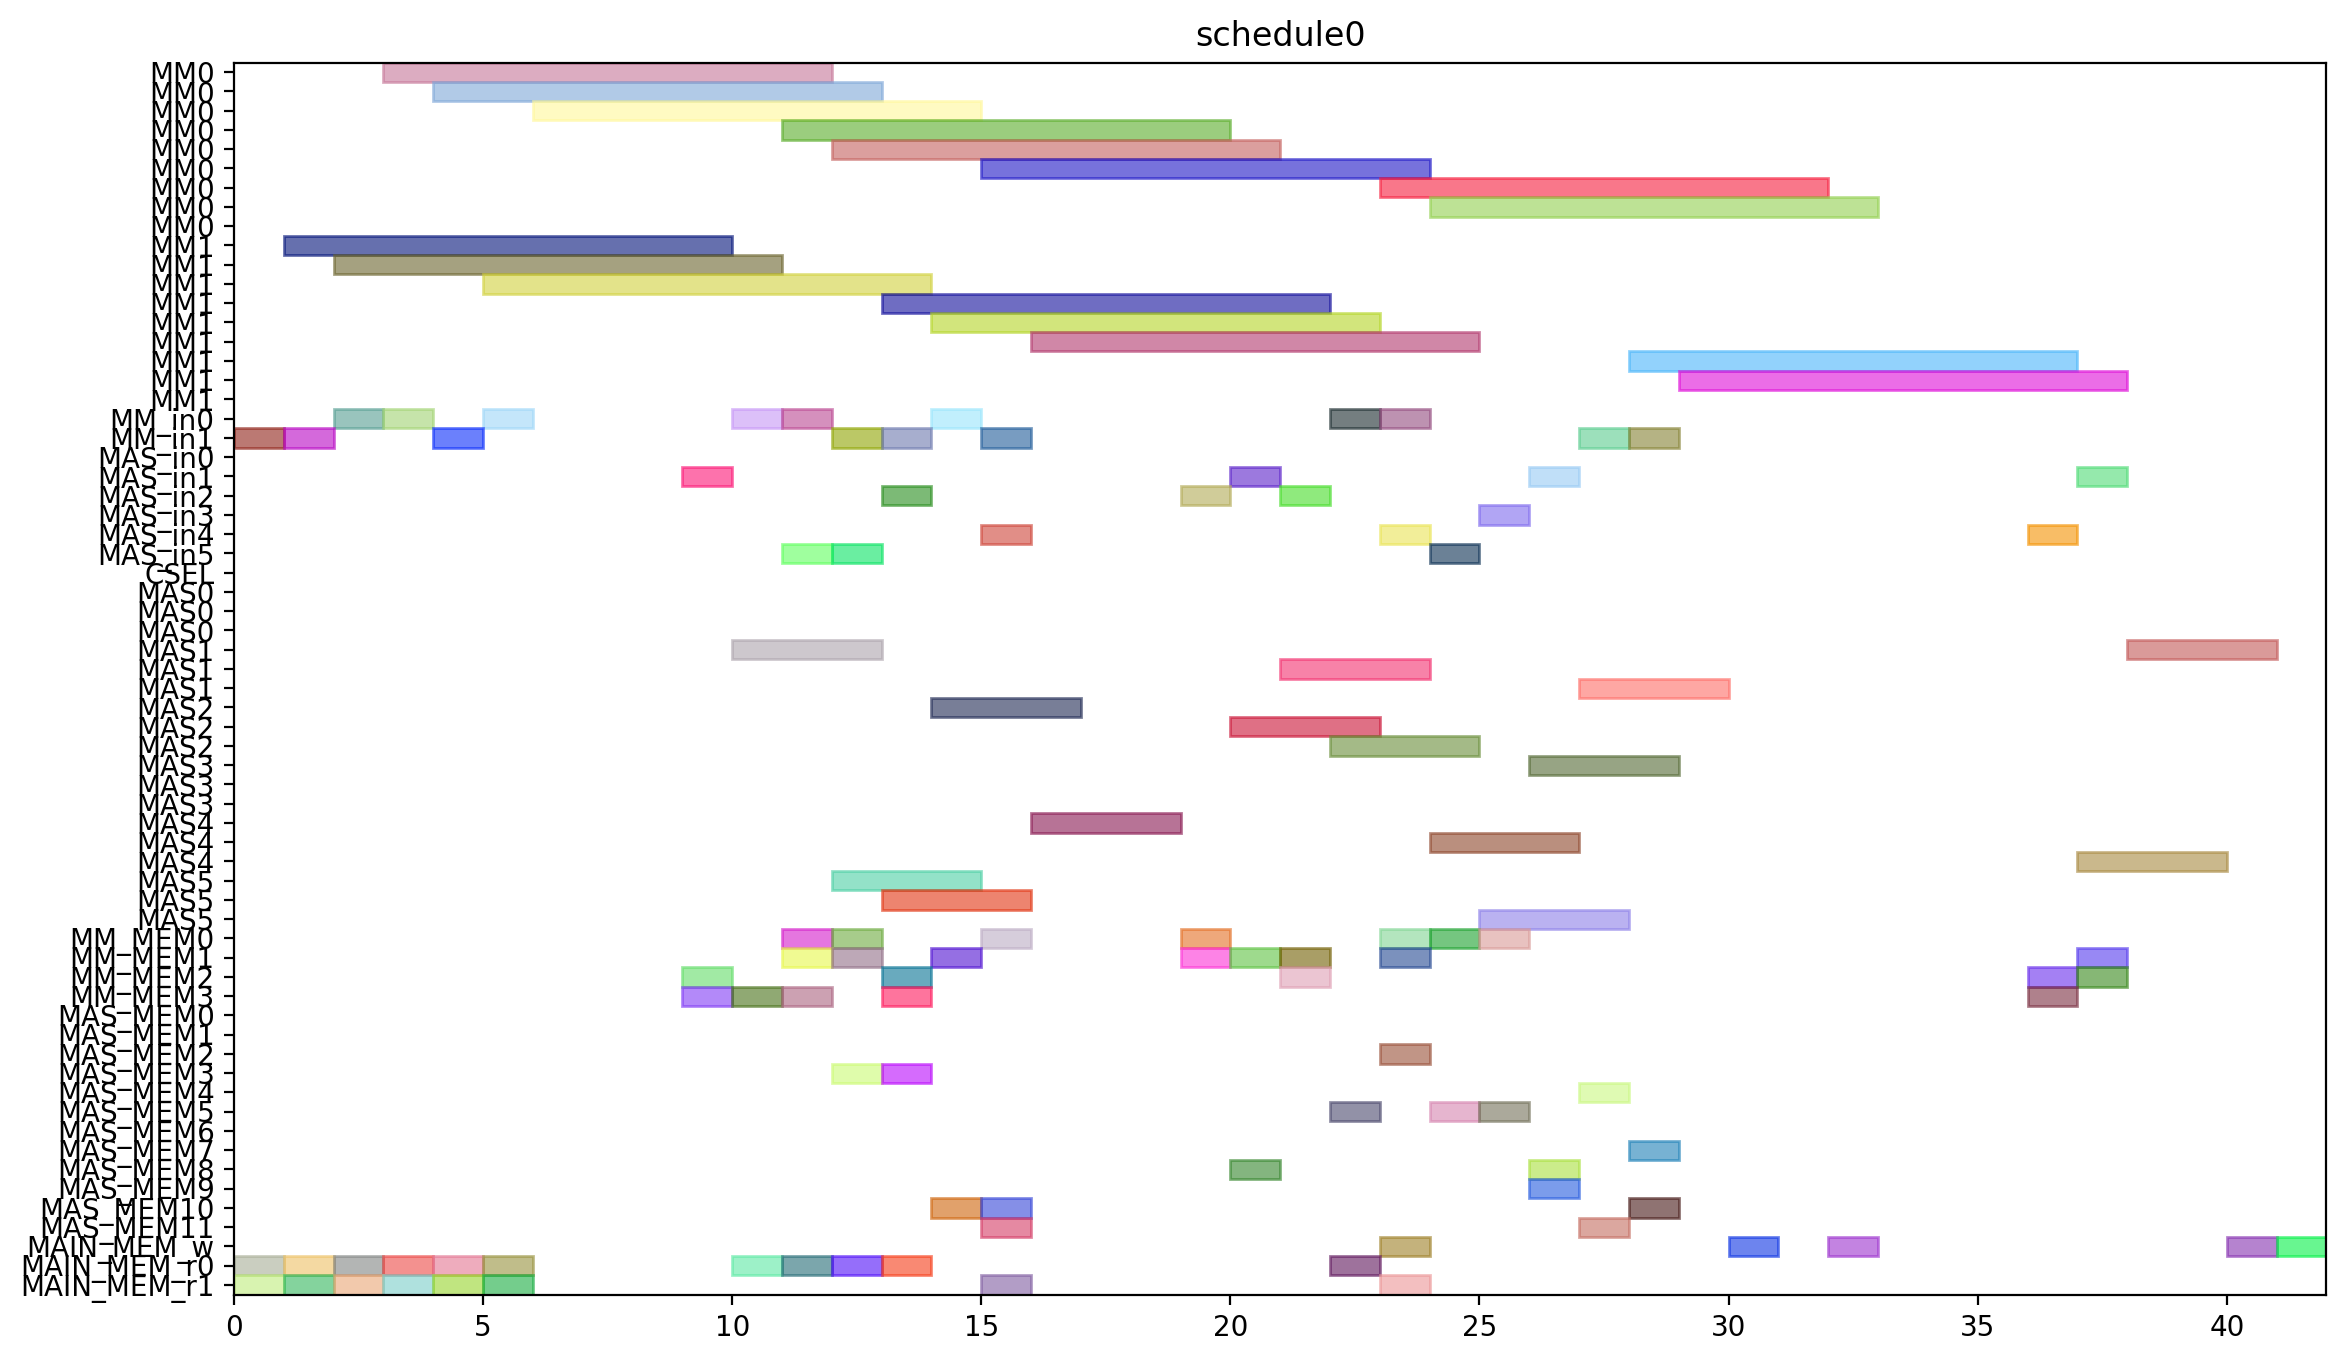 schedule0
MM0
MM0
MM0
MM0
MM0
MM0
MM0
MM0
MM0
MM1
MM1
MM1
MM1
MM1
MM1
MM1
MM1
MM1
MM_in0
MM_in1
MAS_in0
MAS_in1
MAS_in2
MAS_in3
MAS_in4
MAS_in5
CSEL
MAS0
MAS0
MAS0
MAS1
MAS1
MAS1
MAS2
MAS2
MAS2
MAS3
MAS3
MAS3
MAS4
MAS4
MAS4
MAS5
MAS5
MAS5
MM_MEM0
MM_MEM1
MM_MEM2
MM_MEM3
MAS_MEM0
MAS_MEM1
MAS_MEM2
MAS_MEM3
MAS_MEM4
MAS_MEM5
MAS_MEM6
MAS_MEM7
MAS_MEM8
MAS_MEM9
MAS_MEM10
MAS_MEM11
MAIN_MEM_w
MAIN_MEM_r0
MAIN_MEM_r1
0 5 10 15 20 25 30 35 40